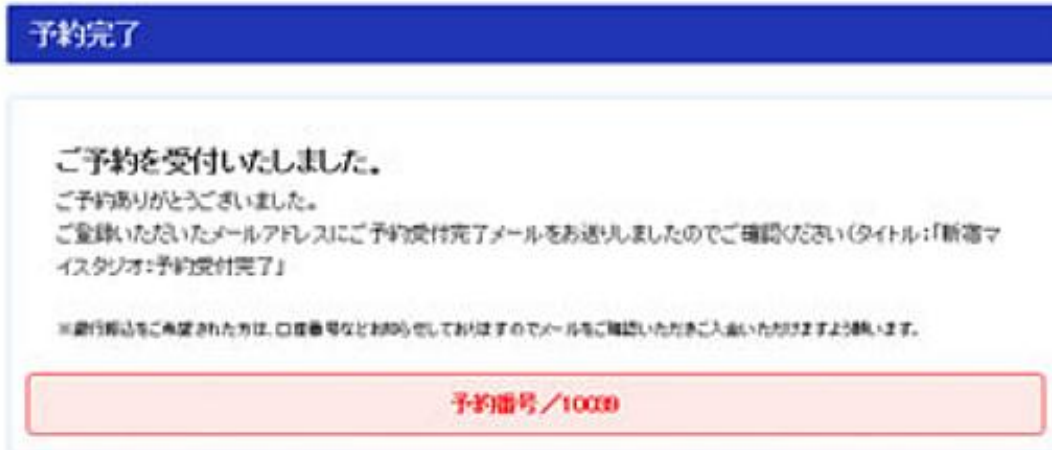 予約完了
ご予約を受付いたしました。
ご予約ありがとうございました。
ご登録いただいたメールアドレスにご予約受付完了メールをお送りしましたのでご確認ください(タイトル:「新宿マ
イスタジオ:予約受付完了」
※銀行振込をご希望された方は、口座番号などお知らせしておりますのでメールをご確認いただきご入金いただけますよう願います。
予約番号/10039